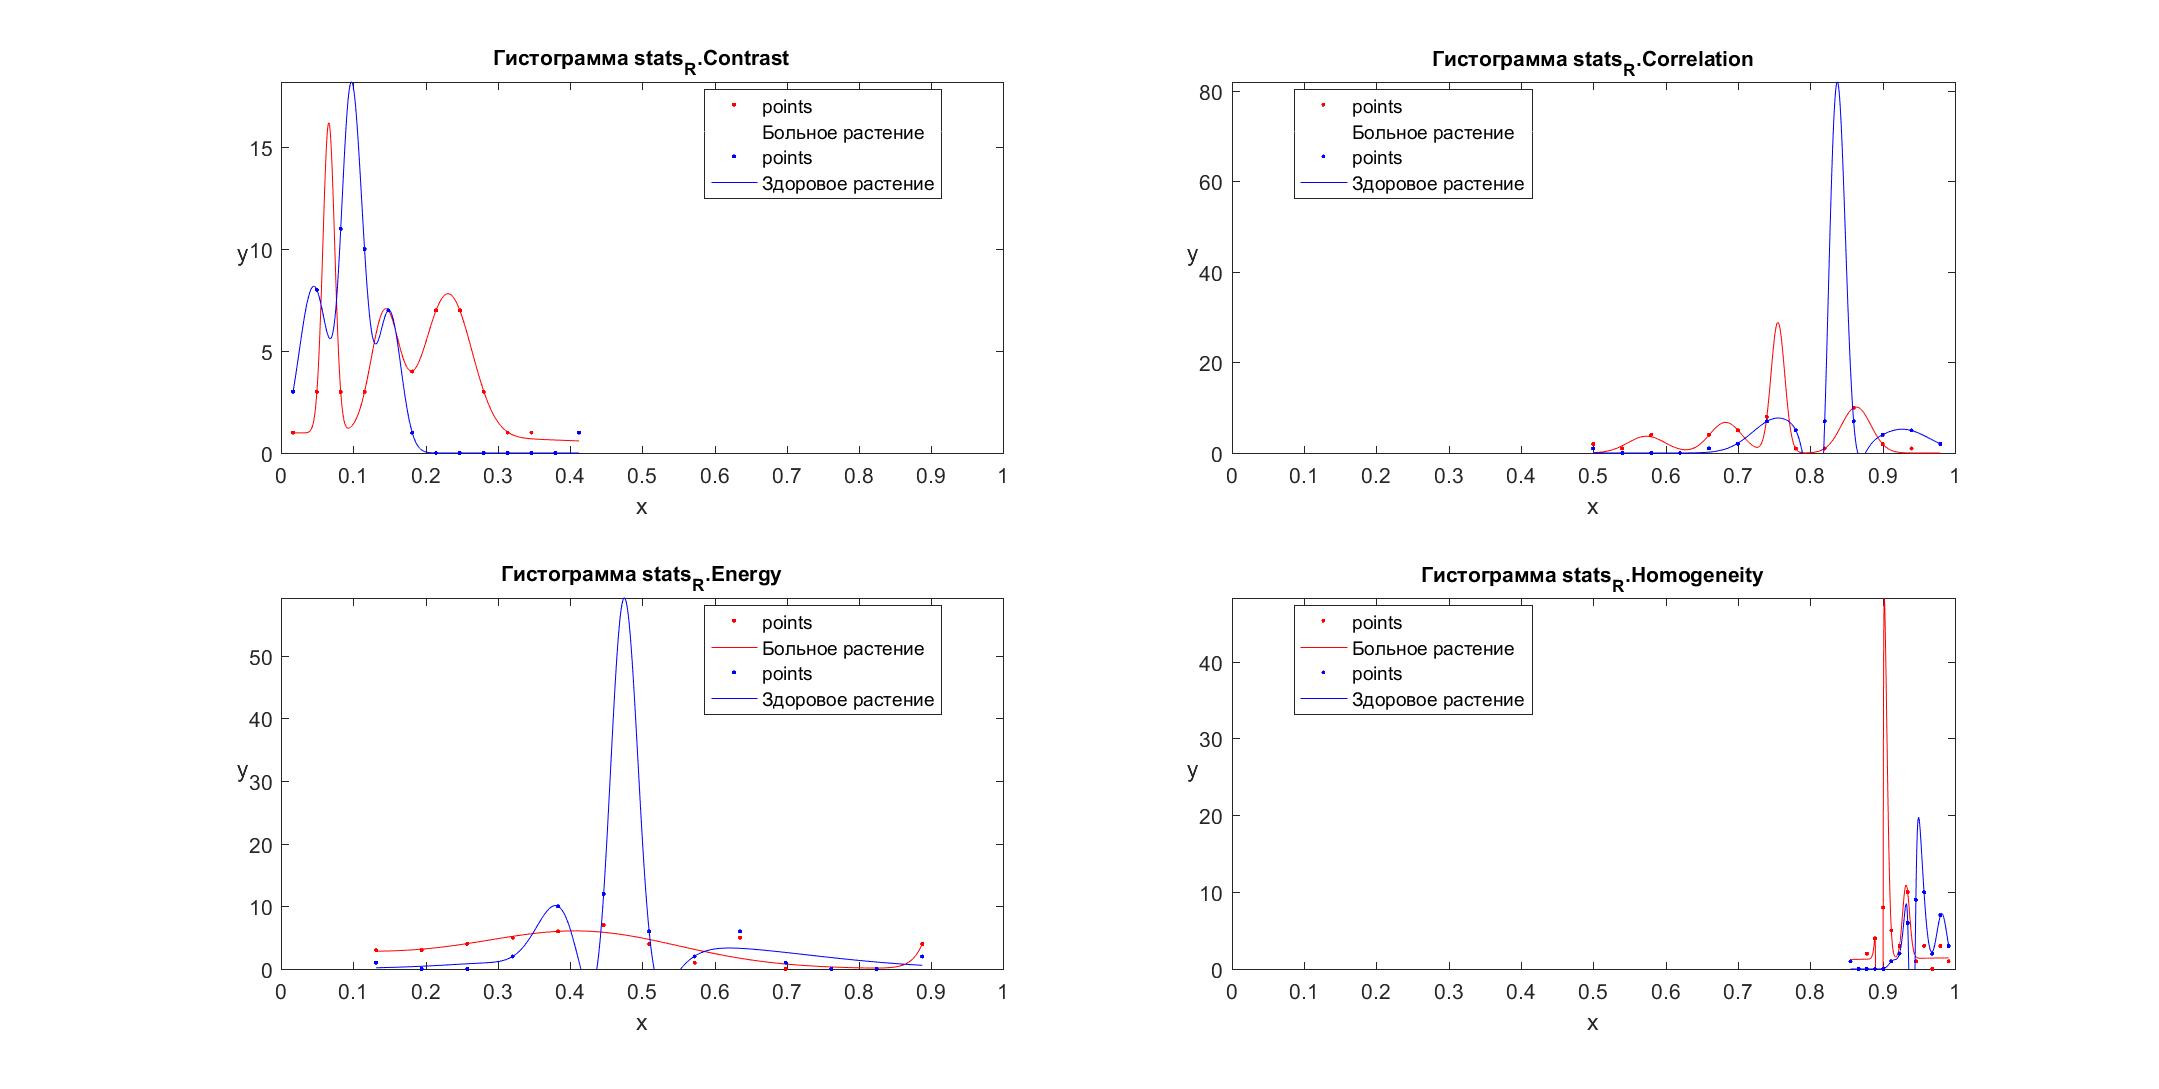 Гистограмма stats_R.Contrast
points
Больное растение
points
Здоровое растение
15
10
5
0
y
0 0.1 0.2 0.3 0.4 0.5 0.6 0.7 0.8 0.9 1
x
Гистограмма stats_R.Correlation
points
Больное растение
points
Здоровое растение
80
60
40
20
0
y
0 0.1 0.2 0.3 0.4 0.5 0.6 0.7 0.8 0.9 1
x
Гистограмма stats_R.Energy
points
Больное растение
points
Здоровое растение
50
40
30
20
10
0
y
0 0.1 0.2 0.3 0.4 0.5 0.6 0.7 0.8 0.9 1
x
Гистограмма stats_R.Homogeneity
points
Больное растение
points
Здоровое растение
40
30
20
10
0
y
0 0.1 0.2 0.3 0.4 0.5 0.6 0.7 0.8 0.9 1
x